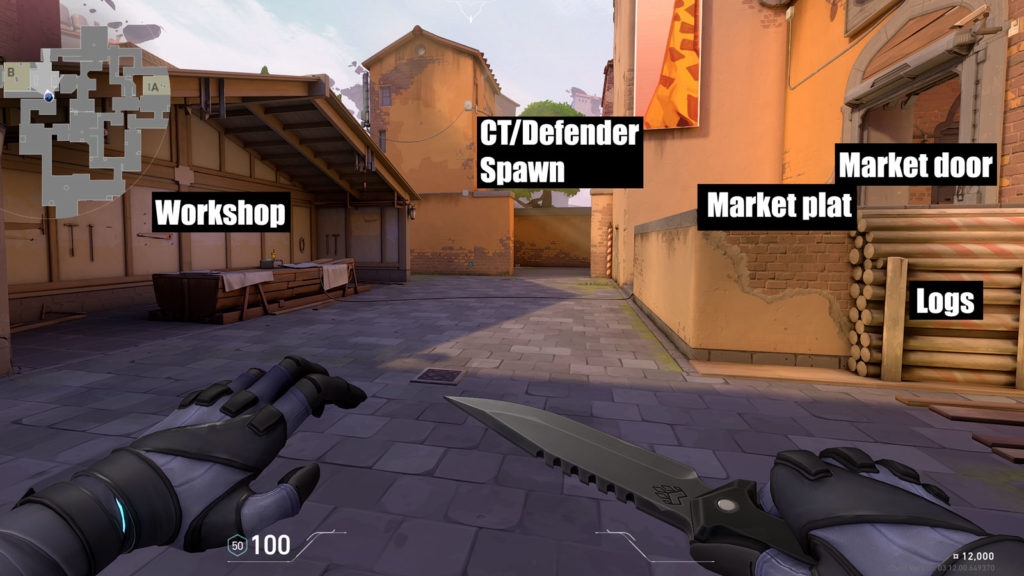 B
A
CT/Defender
Spawn
Market door
Workshop
Market plat
Logs
50 100
12,000